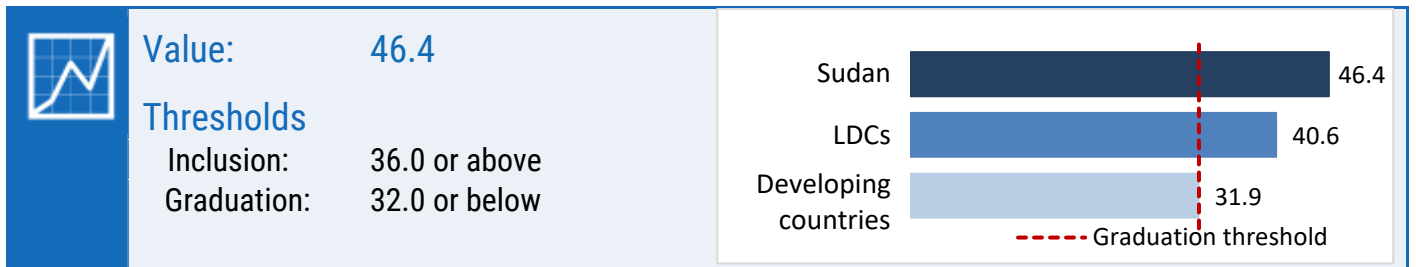 Value: 46.4
Thresholds
Inclusion: 36.0 or above
Graduation: 32.0 or below
Sudan 46.4
LDCs 40.6
Developing
countries 31.9
Graduation threshold